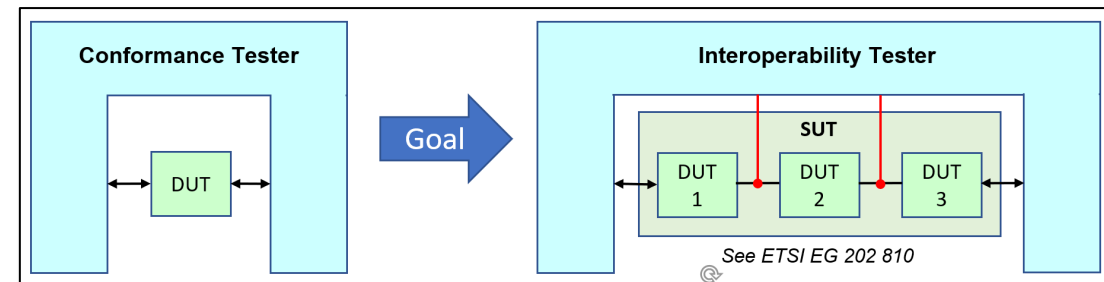 Conformance Tester
DUT
Goal
Interoperability Tester
SUT
DUT
1
DUT
2
DUT
3
See ETSI EG 202 810